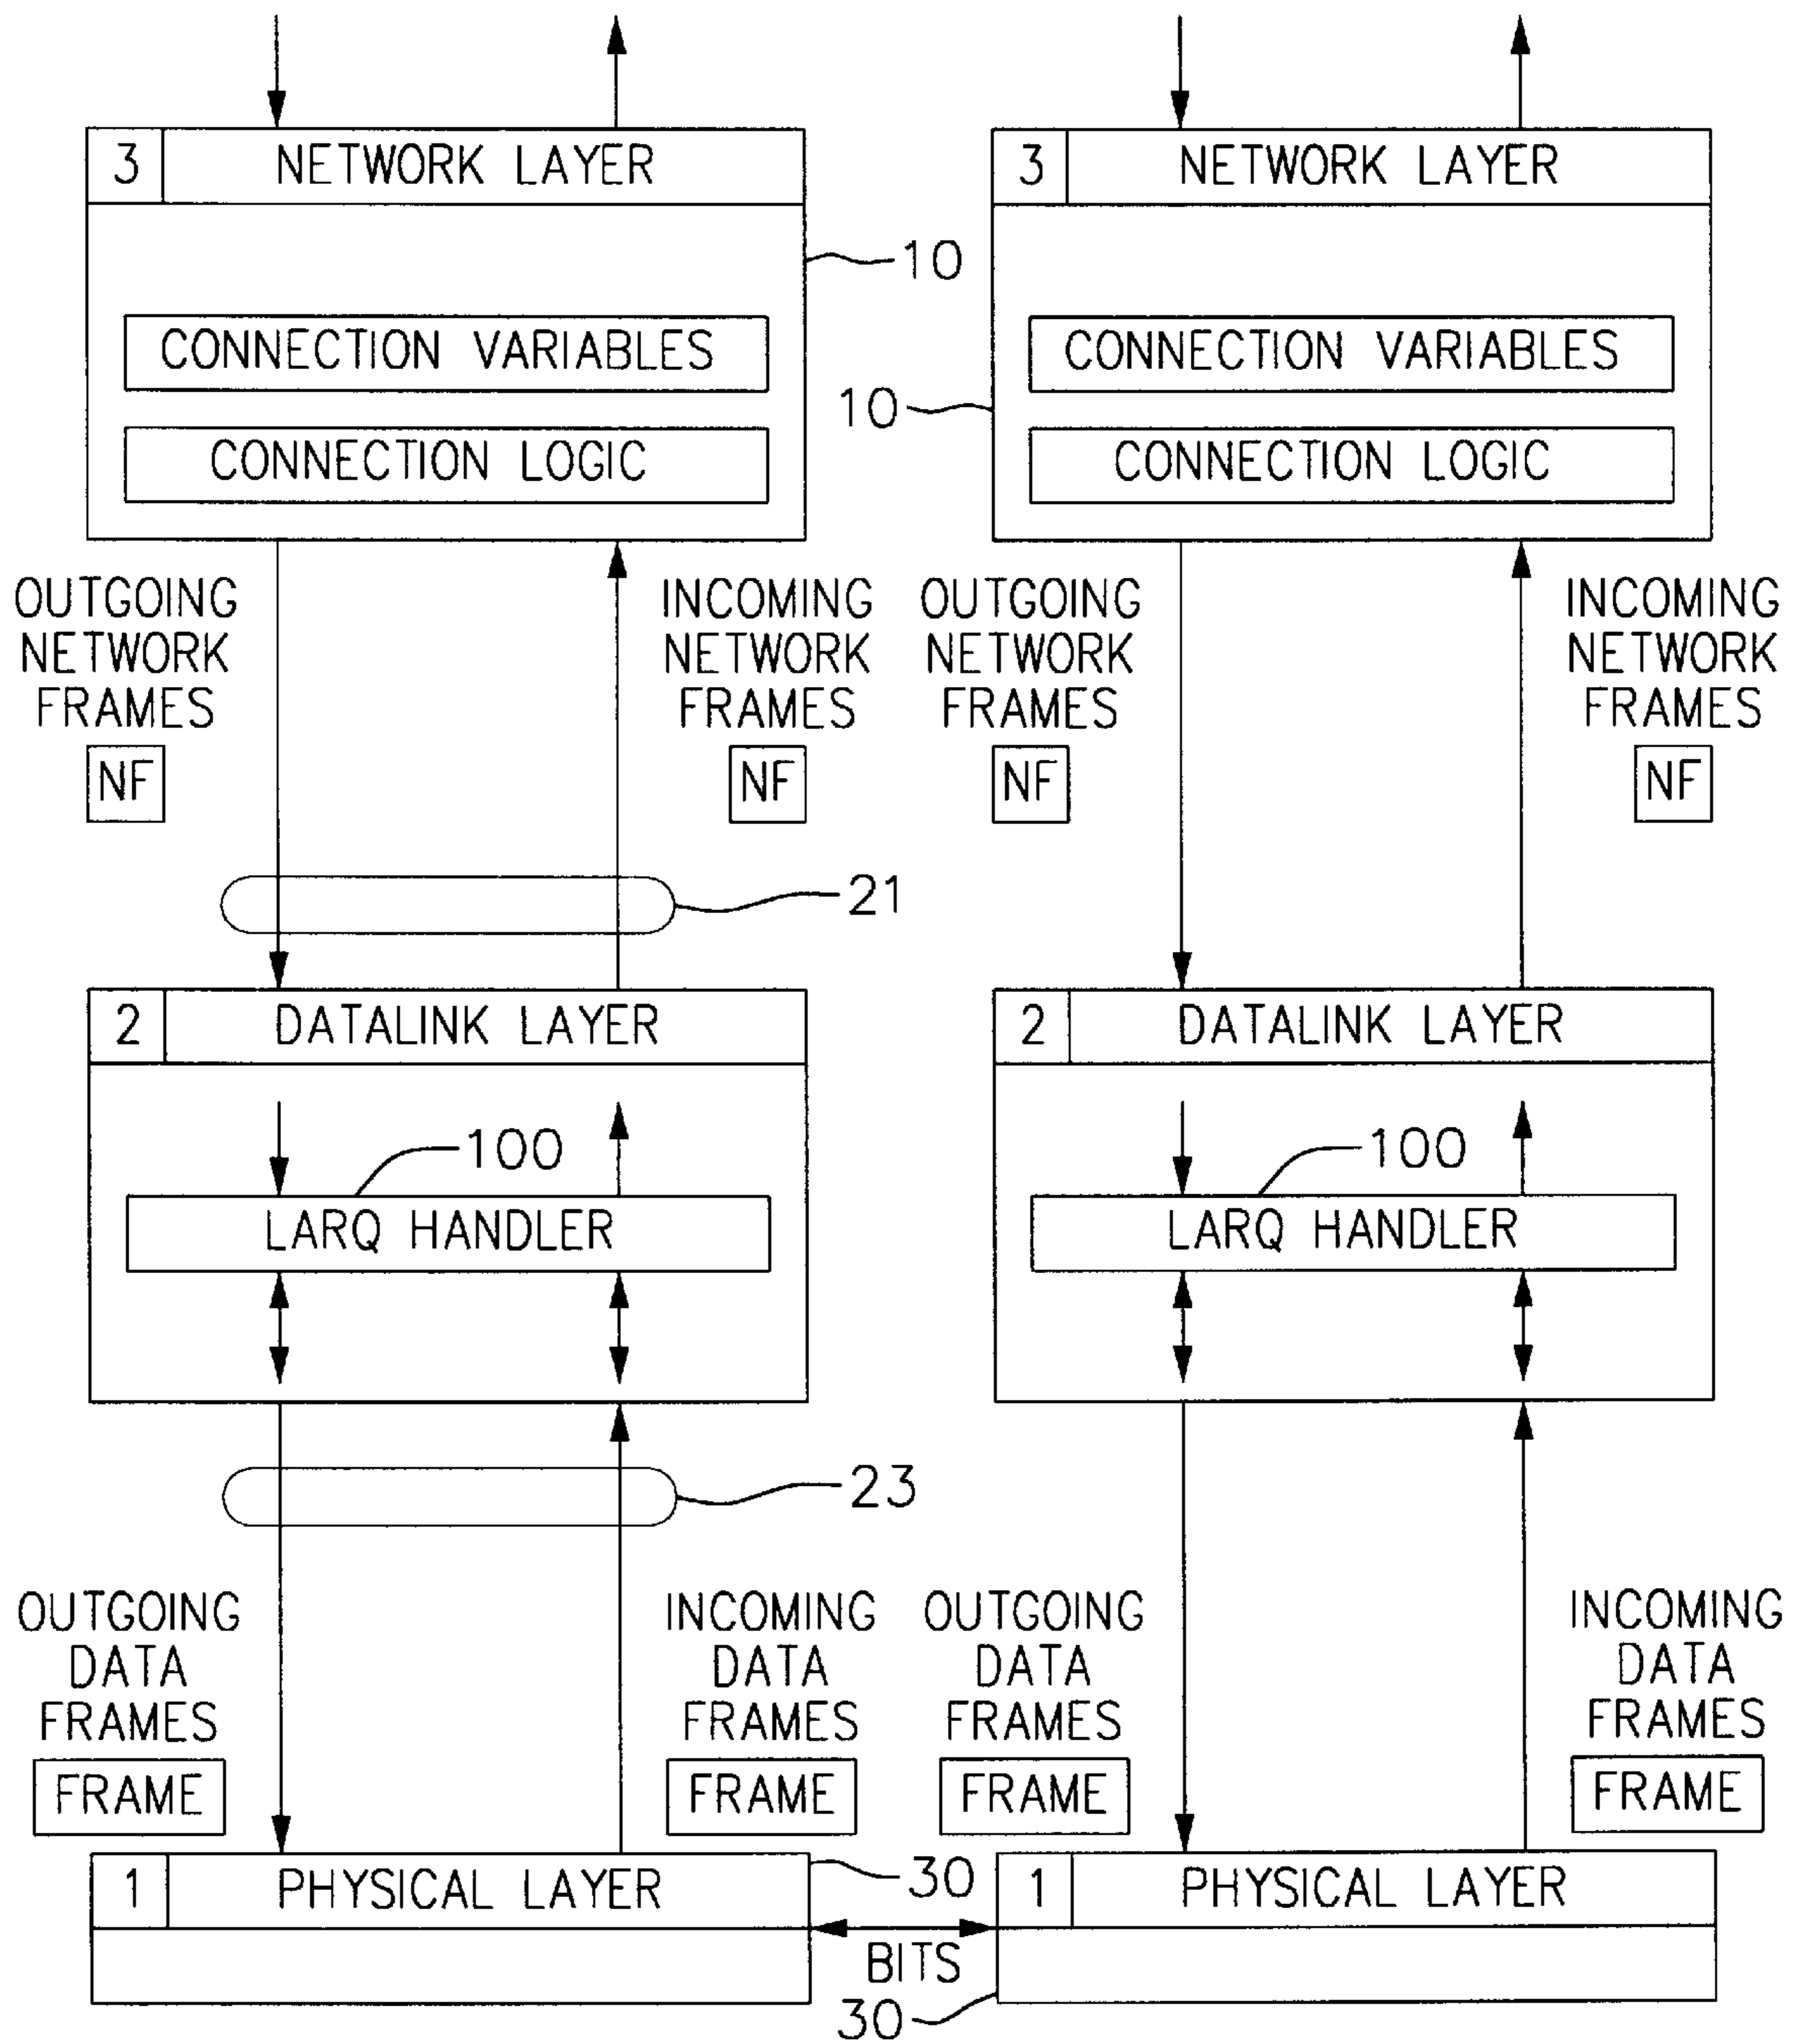 3 NETWORK LAYER
10
CONNECTION VARIABLES
CONNECTION LOGIC
3 NETWORK LAYER
CONNECTION VARIABLES
10
CONNECTION LOGIC
OUTGOING
NETWORK
FRAMES
NF
INCOMING
NETWORK
FRAMES
NF
OUTGOING
NETWORK
FRAMES
NF
INCOMING
NETWORK
FRAMES
NF
21
2 DATALINK LAYER
100
LARQ HANDLER
2 DATALINK LAYER
100
LARQ HANDLER
23
OUTGOING
DATA
FRAMES
FRAME
INCOMING
DATA
FRAMES
FRAME
OUTGOING
DATA
FRAMES
FRAME
INCOMING
DATA
FRAMES
FRAME
1 PHYSICAL LAYER
30
1 PHYSICAL LAYER
BITS
30